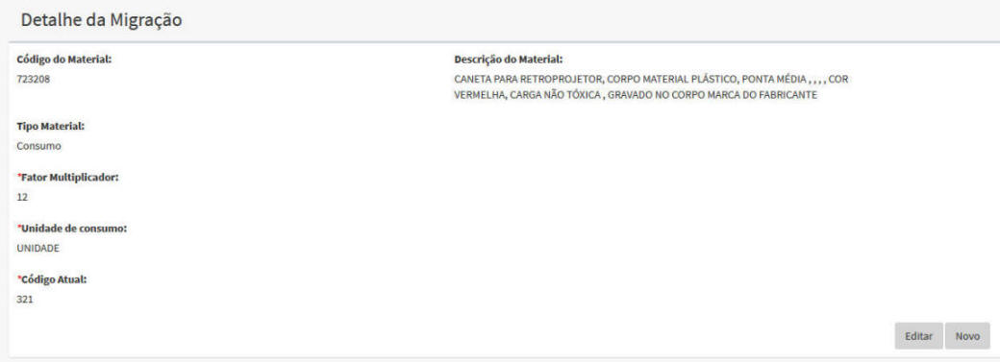 Detalhe da Migração
Código do Material:
723208
Descrição do Material:
CANETA PARA RETROPROJETOR, CORPO MATERIAL PLÁSTICO, PONTA MÉDIA , , , , COR
VERMELHA, CARGA NÃO TÓXICA , GRAVADO NO CORPO MARCA DO FABRICANTE
Tipo Material:
Consumo
*Fator Multiplicador:
12
*Unidade de consumo:
UNIDADE
*Código Atual:
321
Editar Novo